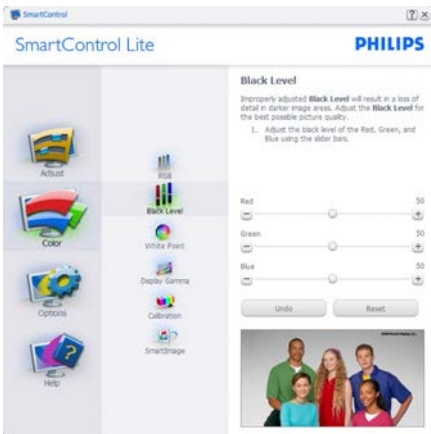 SmartControl
SmartControl Lite
PHILIPS
Adjust
Color
Options
Help
RGB
Black Level
White Point
Display Gamma
Calibration
SmartImage
Black Level
Improperly adjusted Black Level will result in a loss of
detail in darker image areas. Adjust the Black Level for
the best possible picture quality.
1. Adjust the black level of the Red, Green, and
Blue using the slider bars.
Red 50
Green 50
Blue 50
Undo Reset